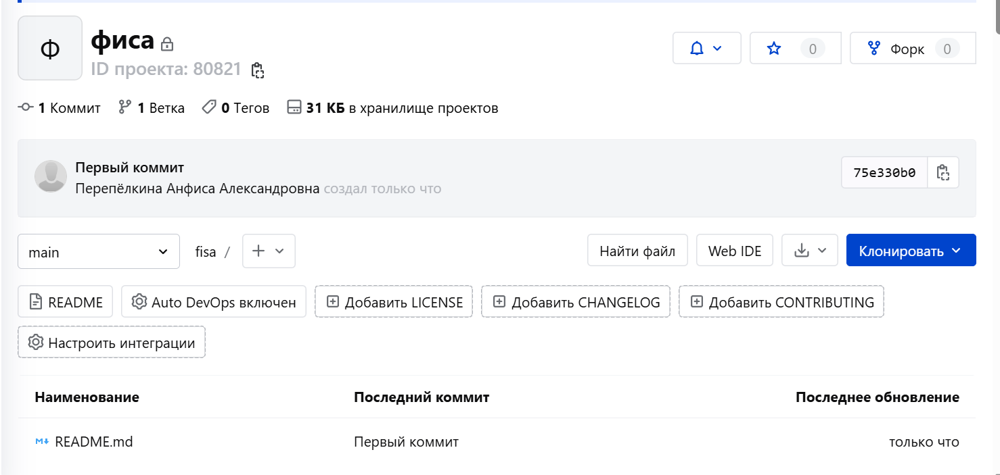 Ф
фиса
ID проекта: 80821
0
Форк 0
1 Коммит 1 Ветка 0 Тегов 31 КБ в хранилище проектов
Первый коммит
Перепёлкина Анфиса Александровна создал только что
75e330b0
main fisa / Найти файл Web IDE Клонировать
README Auto DevOps включен Добавить LICENSE Добавить CHANGELOG Добавить CONTRIBUTING
Настроить интеграции
Наименование Последний коммит Последнее обновление
README.md Первый коммит только что